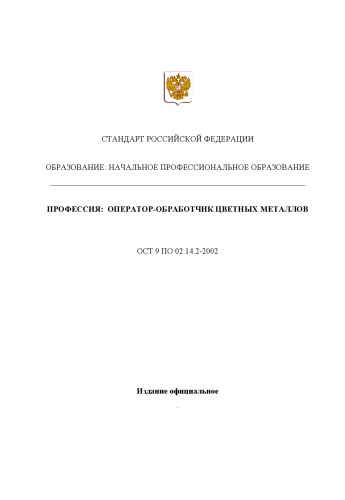 СТАНДАРТ РОССИЙСКОЙ ФЕДЕРАЦИИ
ОБРАЗОВАНИЕ: НАЧАЛЬНОЕ ПРОФЕССИОНАЛЬНОЕ ОБРАЗОВАНИЕ
ПРОФЕССИЯ: ОПЕРАТОР-ОБРАБОТЧИК ЦВЕТНЫХ МЕТАЛЛОВ
ОСТ 9 ПО 02.14.2-2002
Издание официальное
.